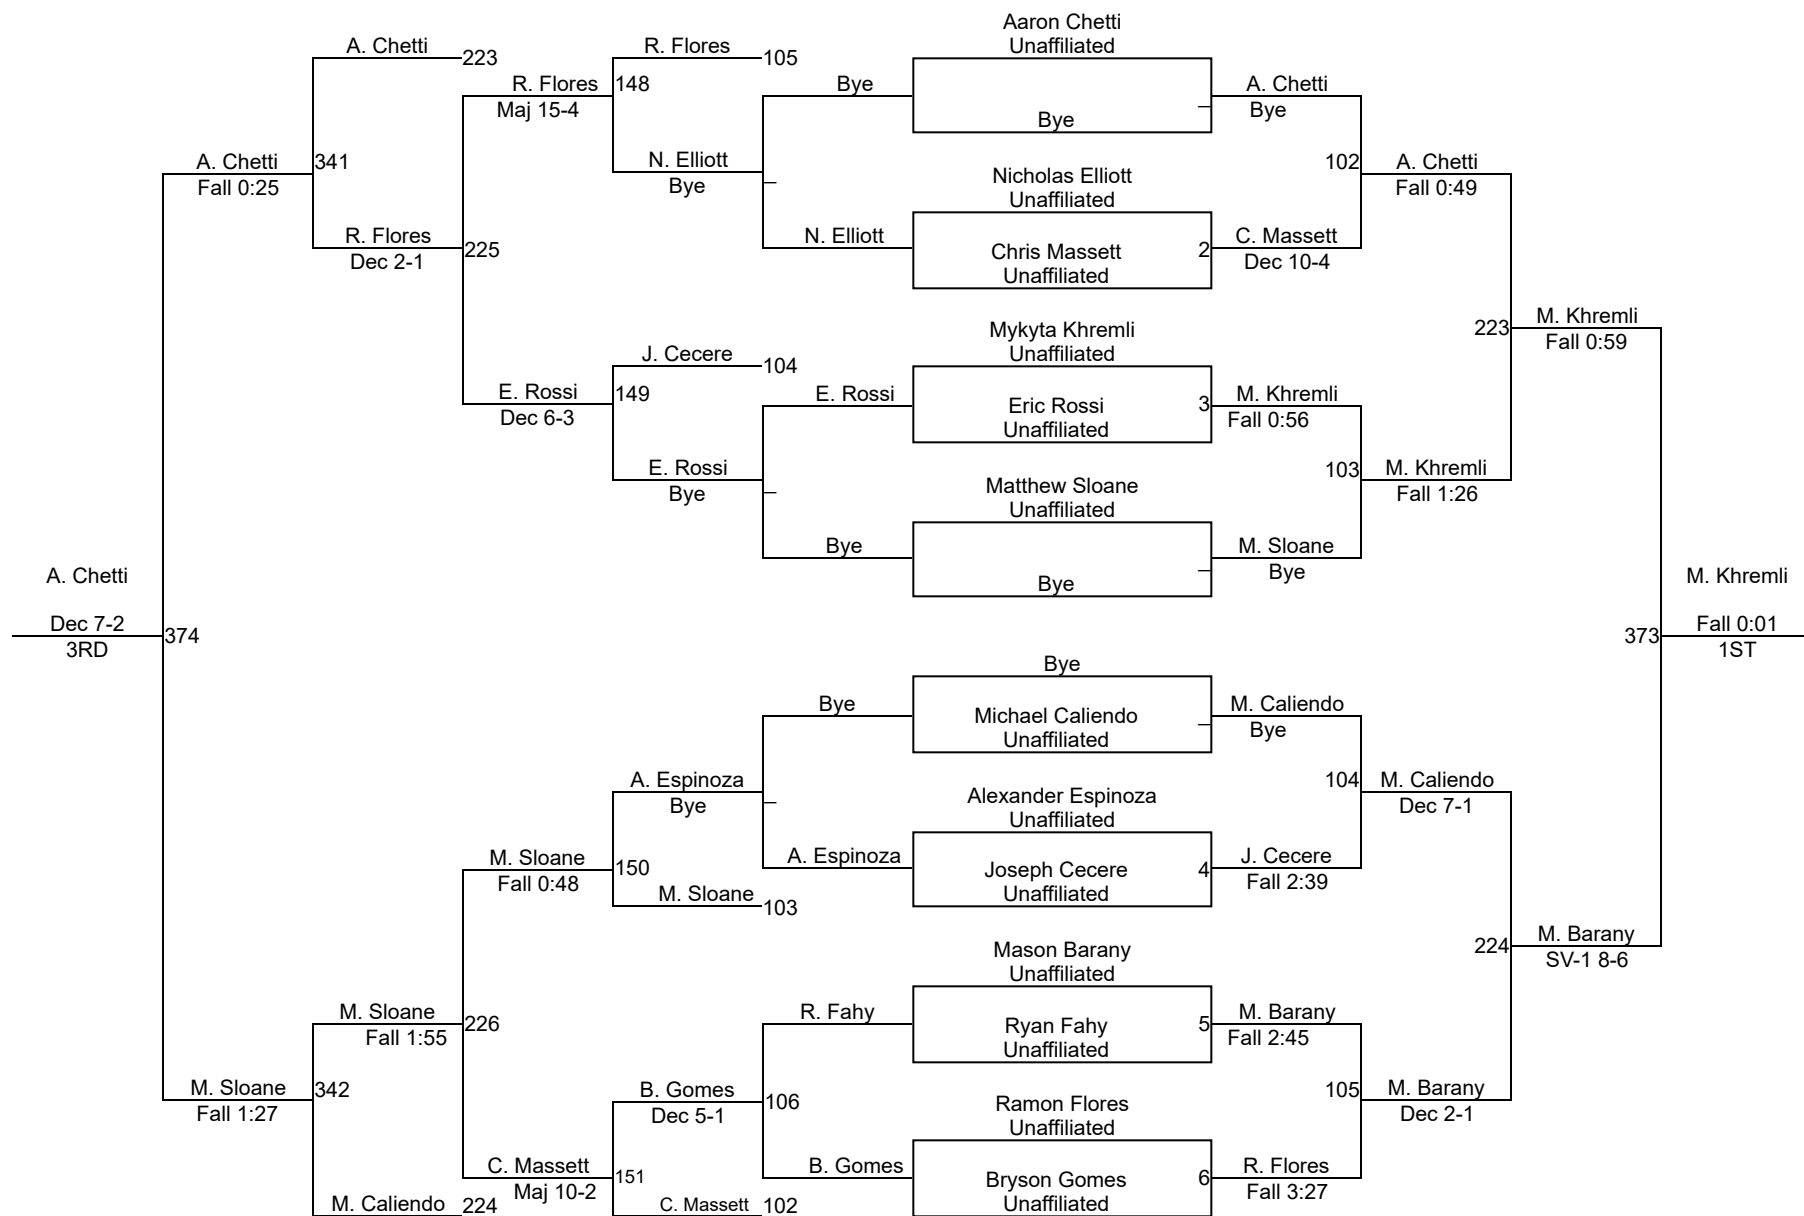 Aaron Chetti
Unaffiliated
A. Chetti
223
R. Flores
105
R. Flores
148
Maj 15-4
Bye
Bye
–
A. Chetti
Bye
A. Chetti
341
Fall 0:25
N. Elliott
Bye
–
Nicholas Elliott
Unaffiliated
102
A. Chetti
Fall 0:49
R. Flores
225
Dec 2-1
N. Elliott
Chris Massett
Unaffiliated
2
C. Massett
Dec 10-4
Mykyta Khremli
Unaffiliated
223
M. Khremli
Fall 0:59
J. Cecere
104
E. Rossi
149
Dec 6-3
E. Rossi
Eric Rossi
Unaffiliated
3
M. Khremli
Fall 0:56
E. Rossi
Bye
–
Matthew Sloane
Unaffiliated
103
M. Khremli
Fall 1:26
Bye
Bye
–
M. Sloane
Bye
A. Chetti
Dec 7-2
374
3RD
M. Khremli
373
Fall 0:01
1ST
Bye
Bye
Michael Caliendo
Unaffiliated
–
M. Caliendo
Bye
A. Espinoza
Bye
–
Alexander Espinoza
Unaffiliated
104
M. Caliendo
Dec 7-1
M. Sloane
150
Fall 0:48
A. Espinoza
Joseph Cecere
Unaffiliated
4
J. Cecere
Fall 2:39
M. Sloane
103
Mason Barany
Unaffiliated
224
M. Barany
SV-1 8-6
M. Sloane
226
Fall 1:55
R. Fahy
Ryan Fahy
Unaffiliated
5
M. Barany
Fall 2:45
M. Sloane
342
Fall 1:27
B. Gomes
106
Dec 5-1
Ramon Flores
Unaffiliated
105
M. Barany
Dec 2-1
C. Massett
151
Maj 10-2
B. Gomes
Bryson Gomes
Unaffiliated
6
R. Flores
Fall 3:27
M. Caliendo
224
C. Massett
102